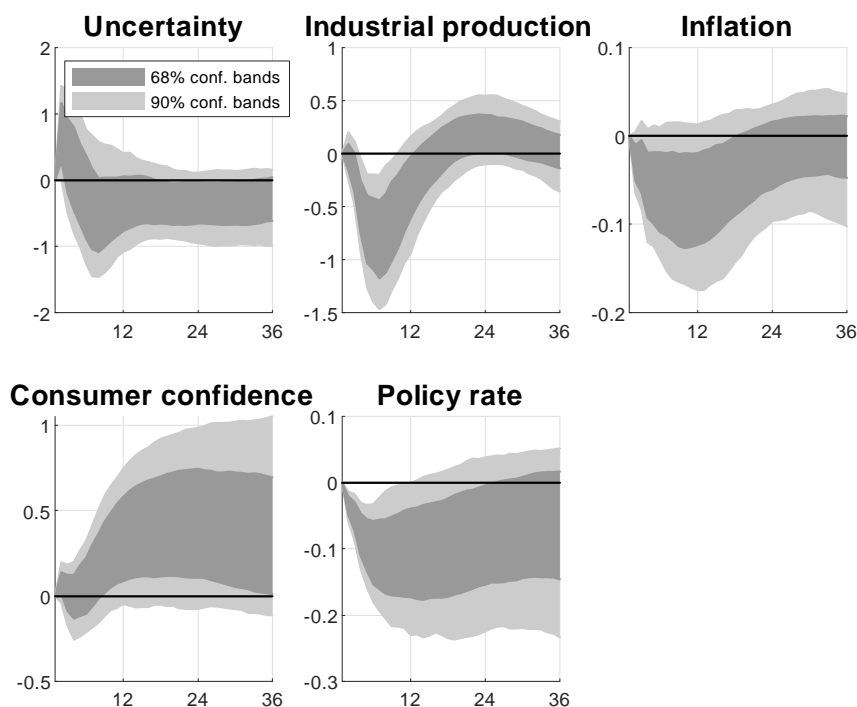 Uncertainty
2
1
0
-1
-2
12 24 36
68% conf. bands
90% conf. bands
Industrial production
1
0.5
0
-0.5
-1
-1.5
12 24 36
Inflation
0.1
0
-0.1
-0.2
12 24 36
Consumer confidence
1
0.5
0
-0.5
12 24 36
Policy rate
0.1
0
-0.1
-0.2
-0.3
12 24 36